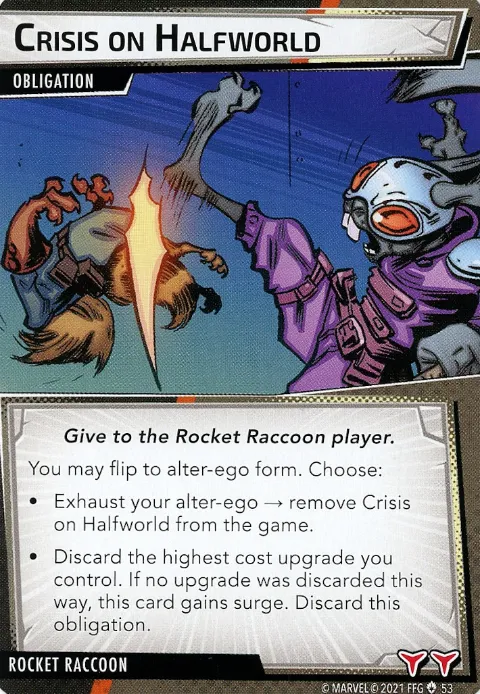 CRISIS ON HALFWORLD
OBLIGATION
Give to the Rocket Raccoon player.
You may flip to alter-ego form. Choose:
• Exhaust your alter-ego → remove Crisis
on Halfworld from the game.
• Discard the highest cost upgrade you
control. If no upgrade was discarded this
way, this card gains surge. Discard this
obligation.
ROCKET RACCOON
© MARVEL © 2021 FFG 53